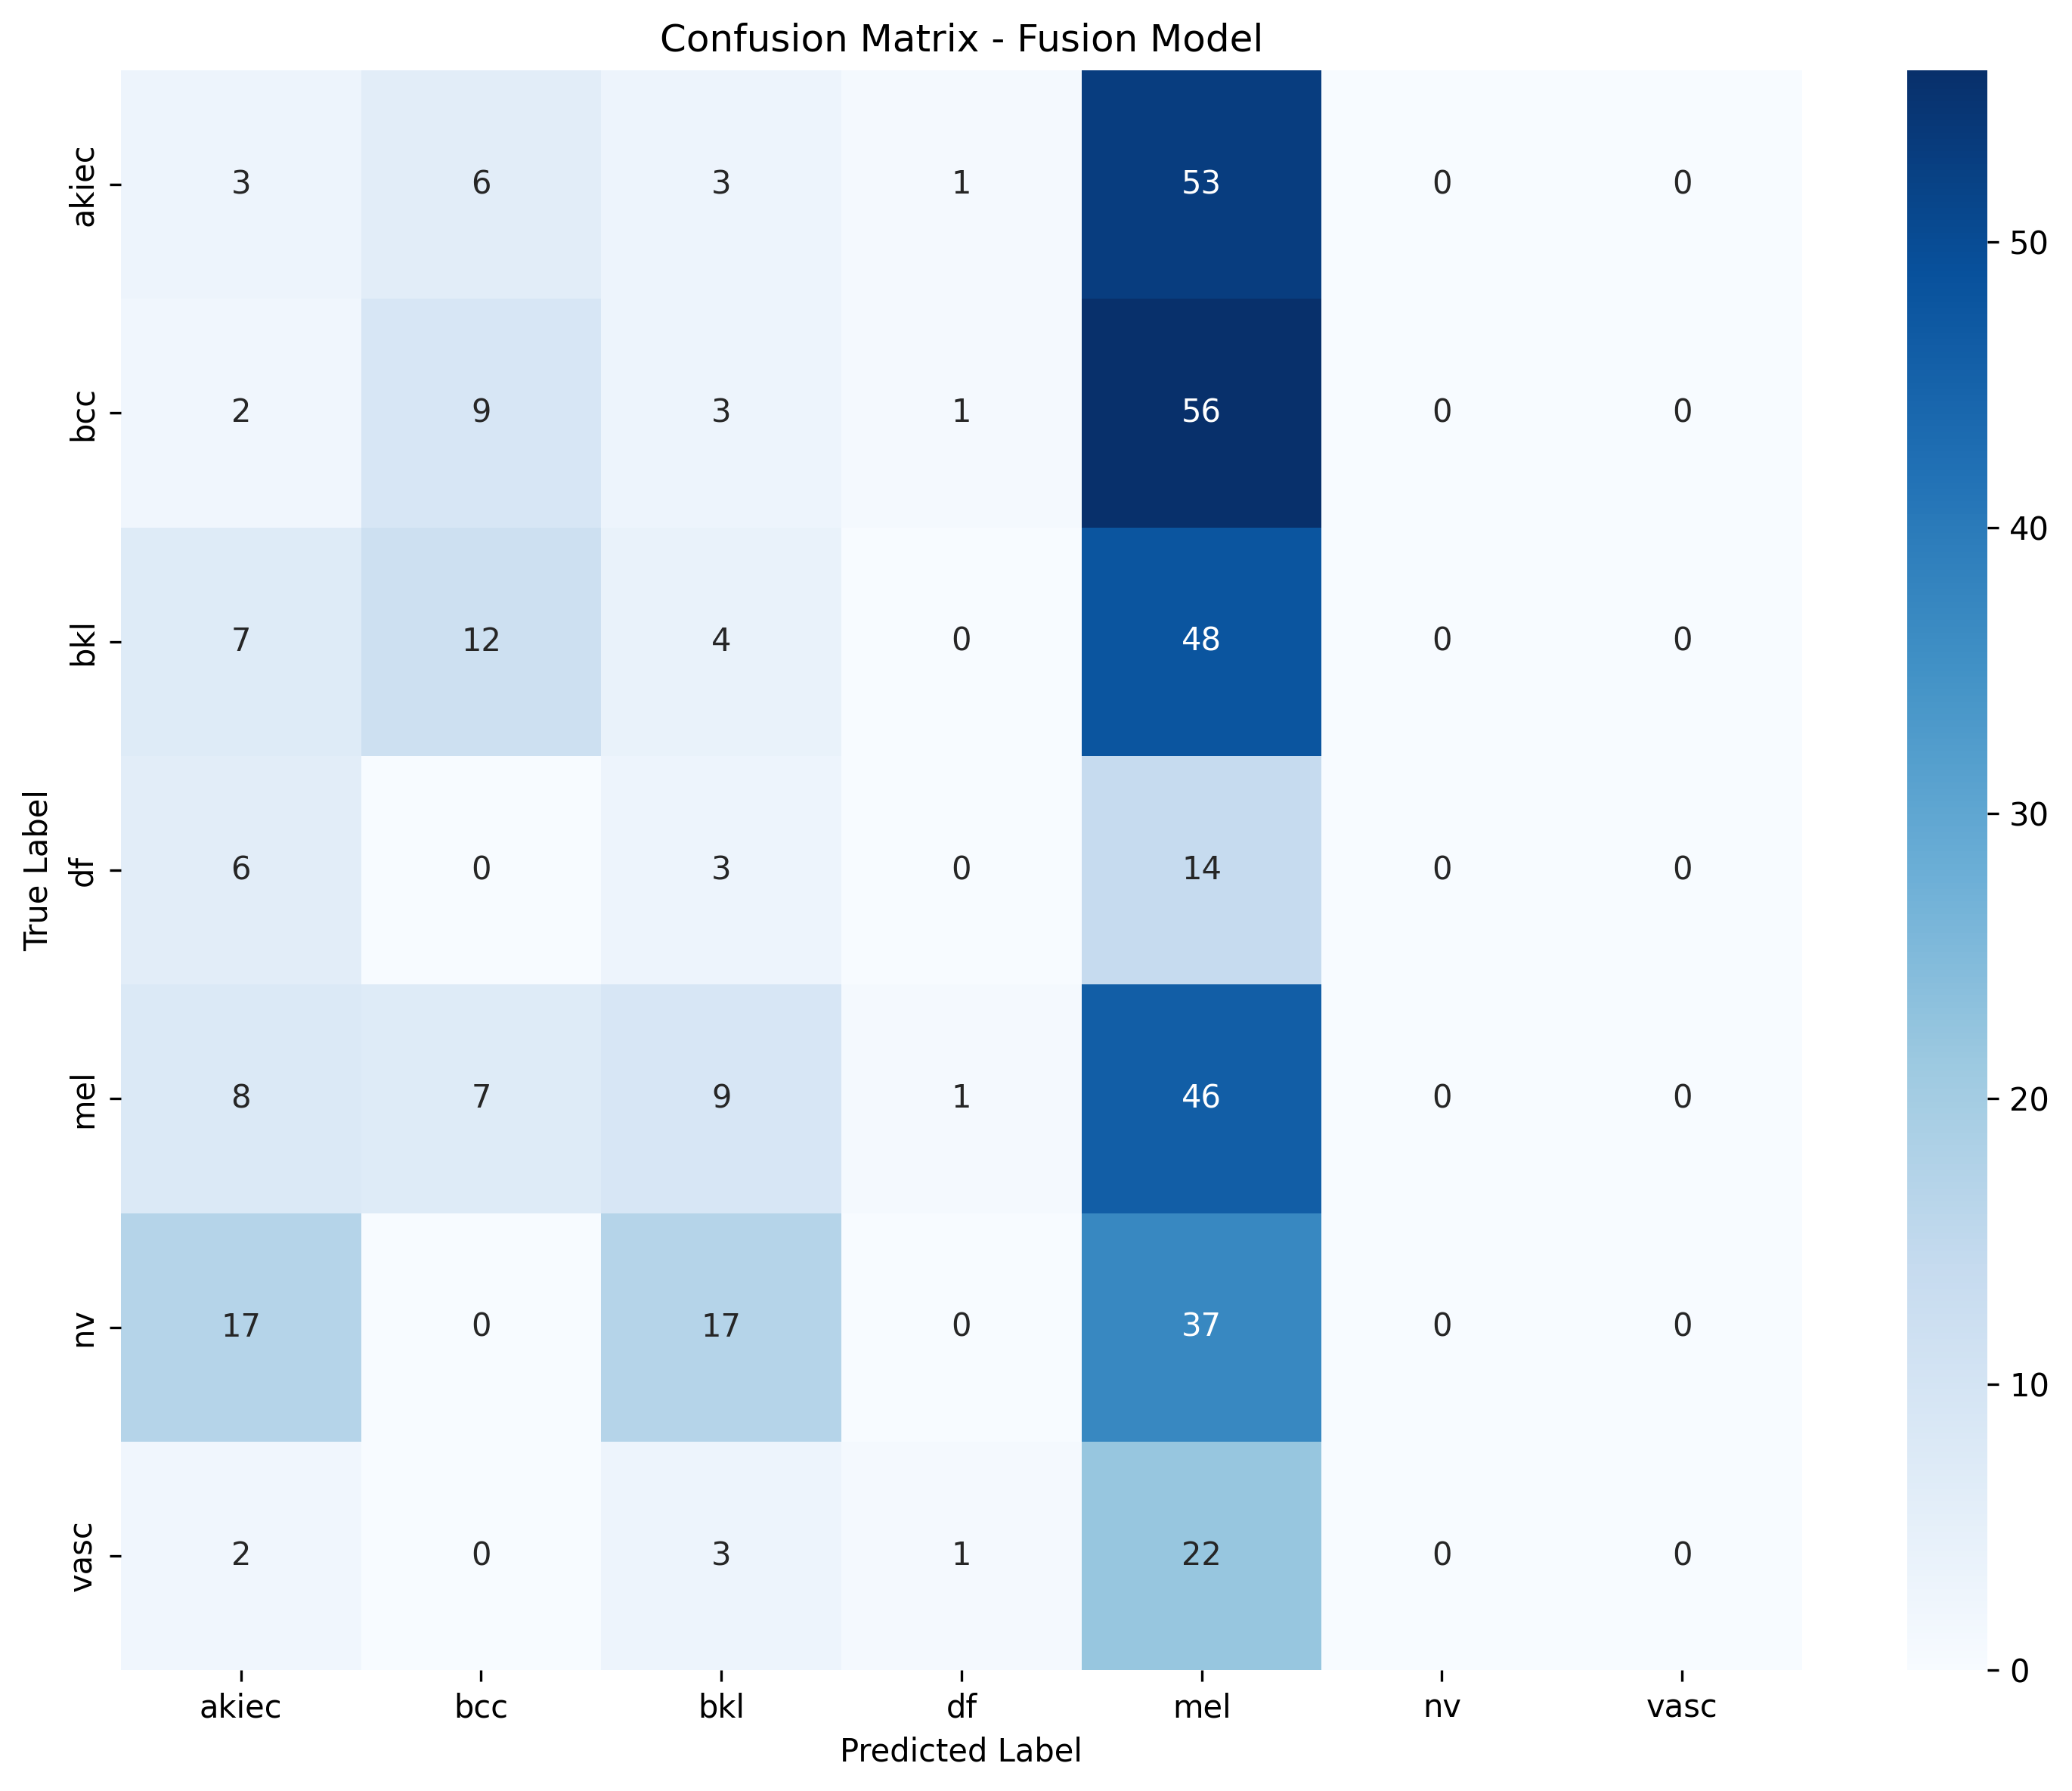 Confusion Matrix - Fusion Model
True Label
akiec 3 6 3 1 53 0 0
bcc 2 9 3 1 56 0 0
bkl 7 12 4 0 48 0 0
df 6 0 3 0 14 0 0
mel 8 7 9 1 46 0 0
nv 17 0 17 0 37 0 0
vasc 2 0 3 1 22 0 0
akiec bcc bkl df mel nv vasc
Predicted Label
50
40
30
20
10
0